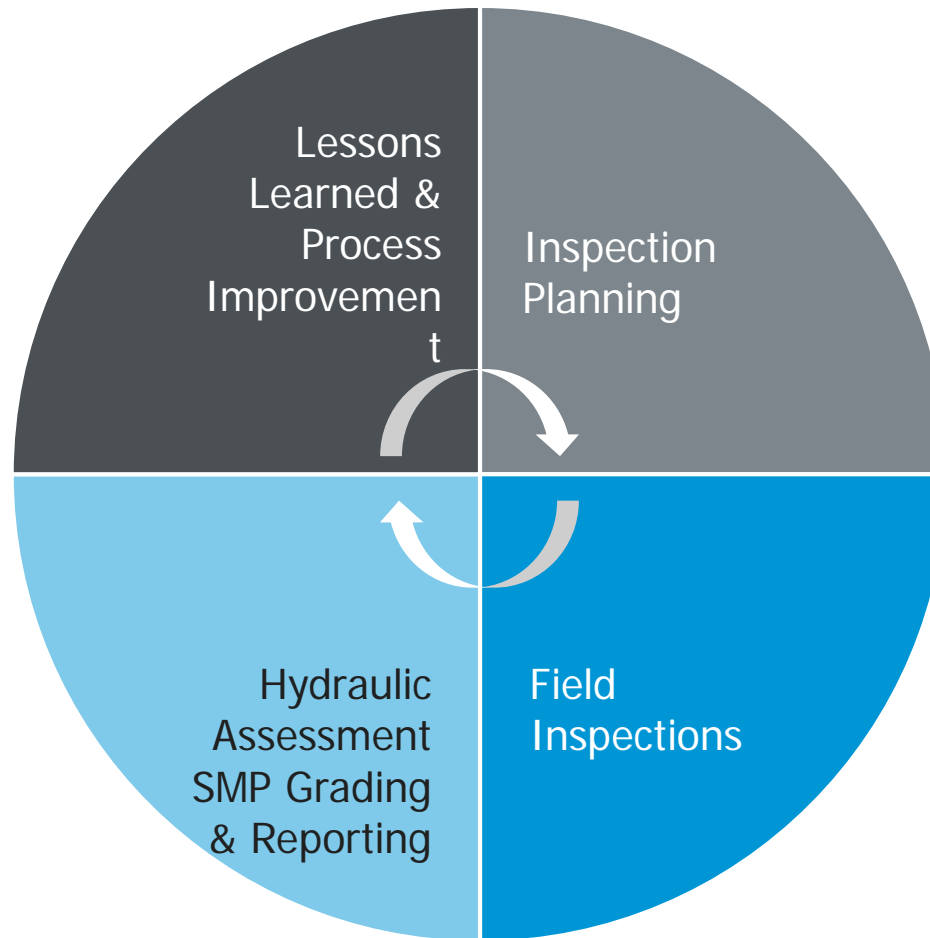 Lessons
Learned &
Process
Improvemen
t
Inspection
Planning
Hydraulic
Assessment
SMP Grading
& Reporting
Field
Inspections